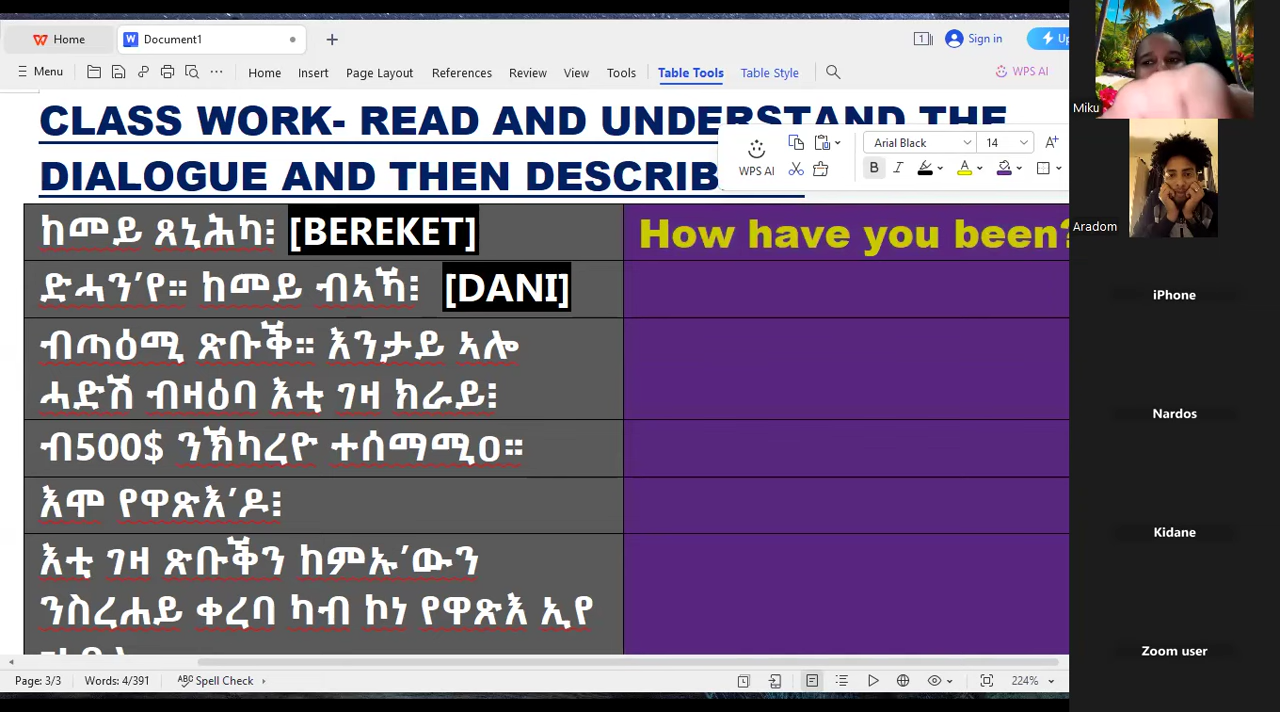 Home
Document1
Sign in
Menu
Home Insert Page Layout References Review View Tools Table Tools Table Style
WPS AI
CLASS WORK- READ AND UNDERSTAND THE
DIALOGUE AND THEN DESCRIB
WPS AI
Arial Black 14
ከመይ ጸኒሕካ፧ [BEREKET]
How have you been?
ድሓን’የ። ከመይ ብኣኻ፧ [DANI]
ብጣዕሚ ጽቡቅ። እንታይ ኣሎ
ሓድሽ ብዛዕባ እቲ ገዛ ክራይ፧
ብ500$ ንኽካረዮ ተሰማሚዐ።
እሞ የዋጽእ’ዶ፧
እቲ ገዛ ጽቡቅን ከምኡ’ውን
ንስረሐይ ቀረባ ካብ ኮነ የዋጽእ ኢየ
Page: 3/3 Words: 4/391 Spell Check 224%
Miku
Aradom
iPhone
Nardos
Kidane
Zoom user